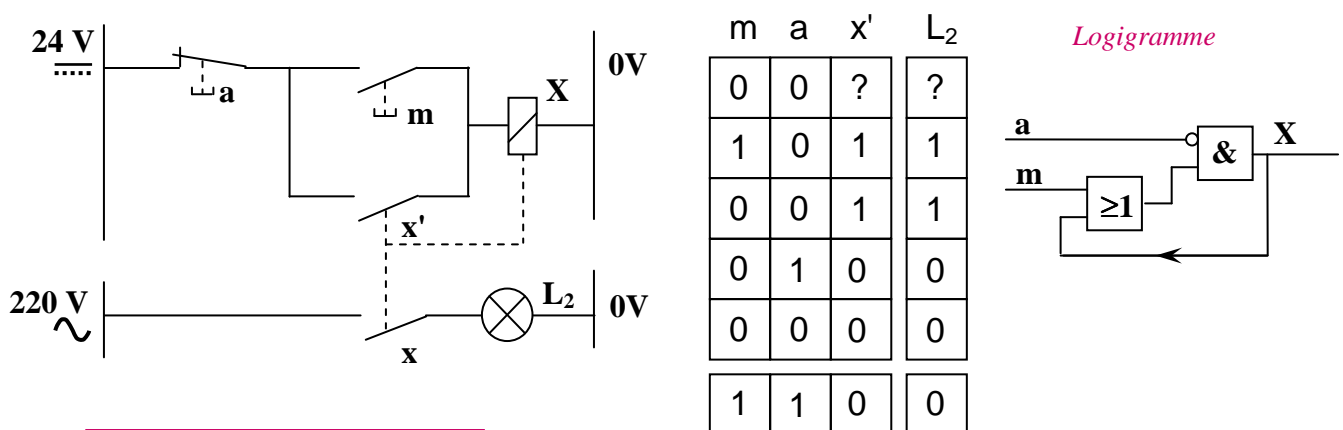 24 V
a
m
X
0V
x'
220 V
x
L₂
0V
m a x' L₂
0 0 ? ?
1 0 1 1
0 0 1 1
0 1 0 0
0 0 0 0
1 1 0 0
Logigramme
a
m
≥1
&
X